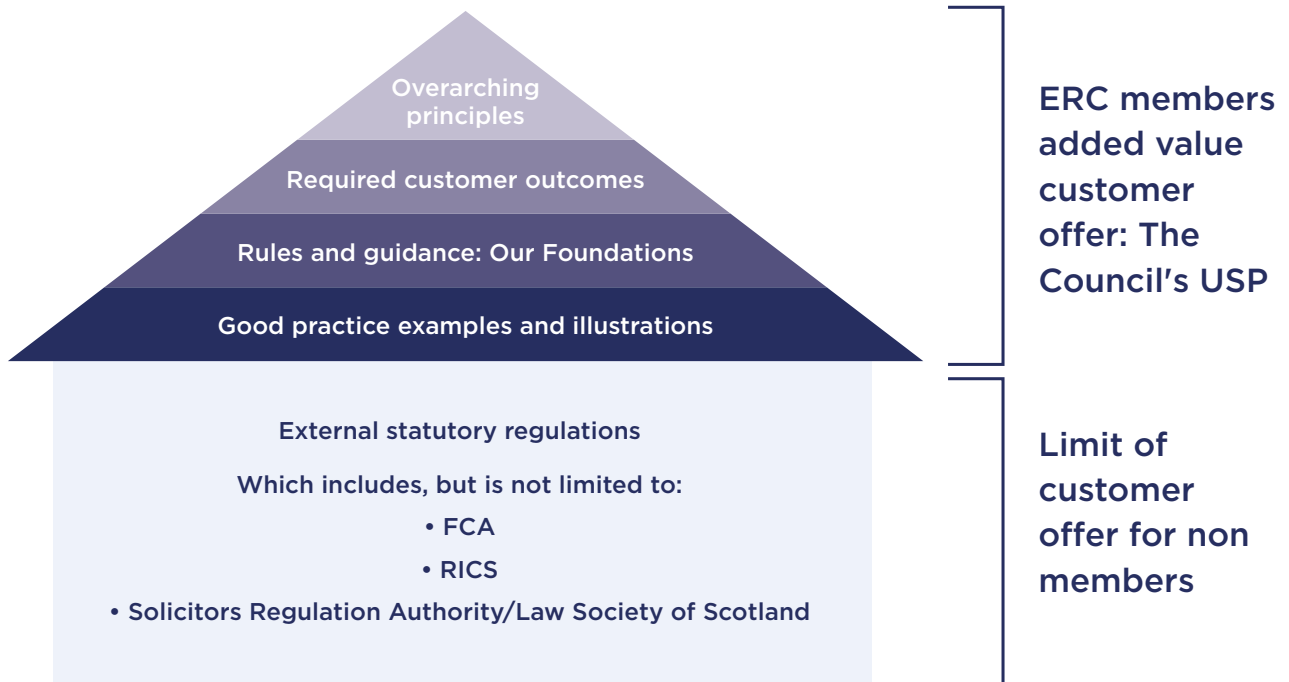 Overarching
principles
Required customer outcomes
Rules and guidance: Our Foundations
Good practice examples and illustrations
External statutory regulations
Which includes, but is not limited to:
• FCA
• RICS
• Solicitors Regulation Authority/Law Society of Scotland
ERC members
added value
customer
offer: The
Council's USP
Limit of
customer
offer for non
members